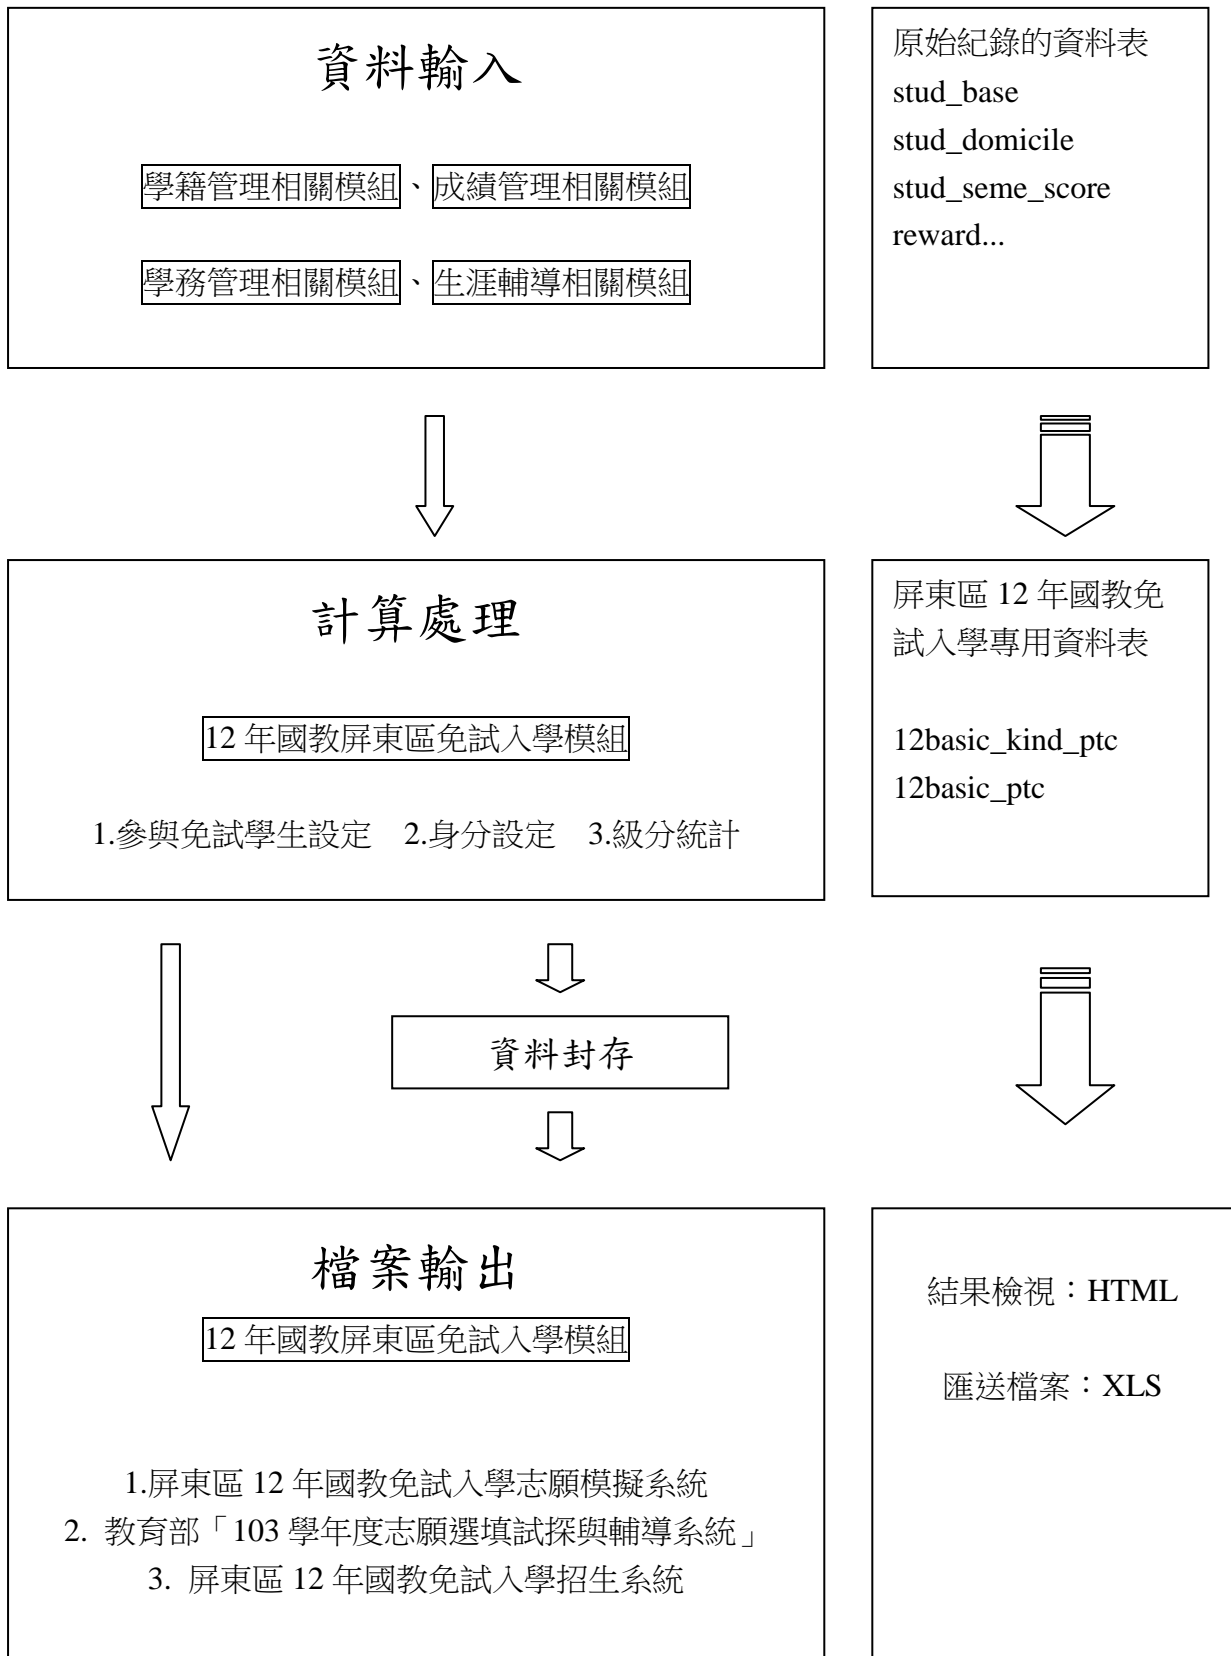 資料輸入
學籍管理相關模組、成績管理相關模組
學務管理相關模組、生涯輔導相關模組
原始紀錄的資料表
stud_base
stud_domicile
stud_seme_score
reward...
計算處理
12 年國教屏東區免試入學模組
1.參與免試學生設定 2.身分設定 3.級分統計
屏東區 12 年國教免
試入學專用資料表
12basic_kind_ptc
12basic_ptc
資料封存
檔案輸出
12 年國教屏東區免試入學模組
1.屏東區 12 年國教免試入學志願模擬系統
2. 教育部「103 學年度志願選填試探與輔導系統」
3. 屏東區 12 年國教免試入學招生系統
結果檢視：HTML
匯送檔案：XLS